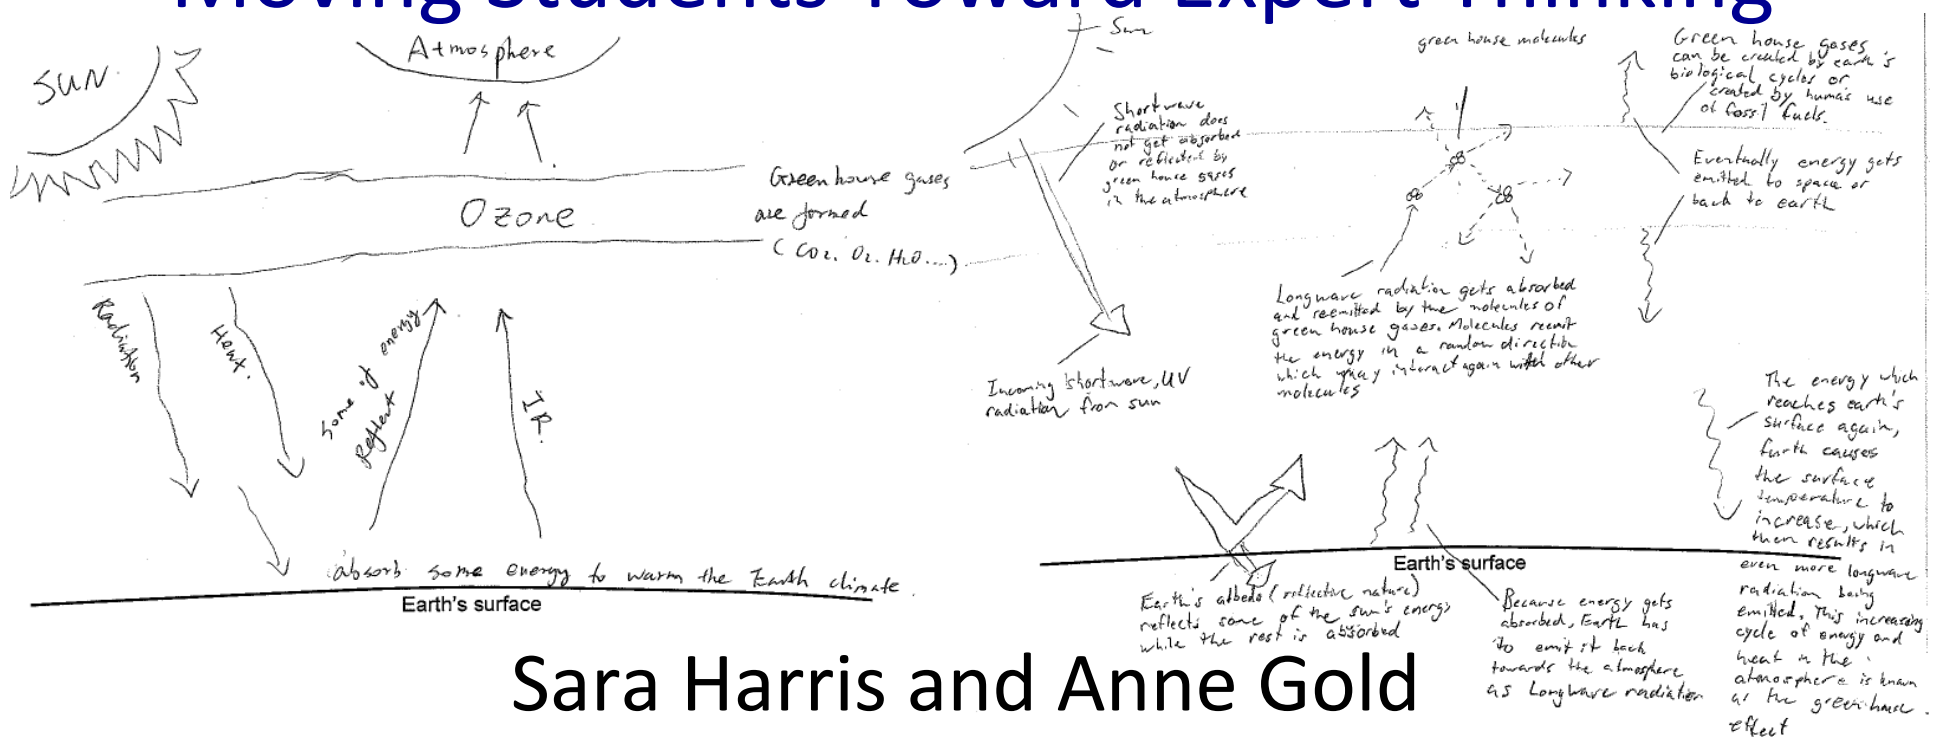 Moving Students Toward Expert Thinking
SUN
Atmosphere
Green house gases
are formed
(CO2, O2, H2O....)
Ozone
Radiation
Heat.
Some of energy
Reflect
IR.
absorb some energy to warm the Earth climate.
Earth's surface
Sun
Shortwave
radiation does
not get absorbed
or reflected by
green house gases
in the atmosphere
green house molecules
Green house gases
can be created by earth's
biological cycles or
created by humans use
of fossil fuels.
Eventually energy gets
emitted to space or
back to earth
Longwave radiation gets absorbed
and reemitted by the molecules of
green house gases. Molecules reemit
the energy in a random direction
which may interact again with other
molecules
Incoming shortwave, UV
radiation from sun
The energy which
reaches earth's
surface again,
furth causes
the surface
temperature to
increase, which
then results in
even more longwave
radiation being
emitted. This increasing
cycle of energy and
heat in the
atmosphere is known
as the greenhouse
effect
Earth's surface
Earth's albedo (reflective nature)
reflects some of the sun's energy
while the rest is absorbed
Because energy gets
absorbed, Earth has
to emit it back
towards the atmosphere
as Longwave radiation
Sara Harris and Anne Gold